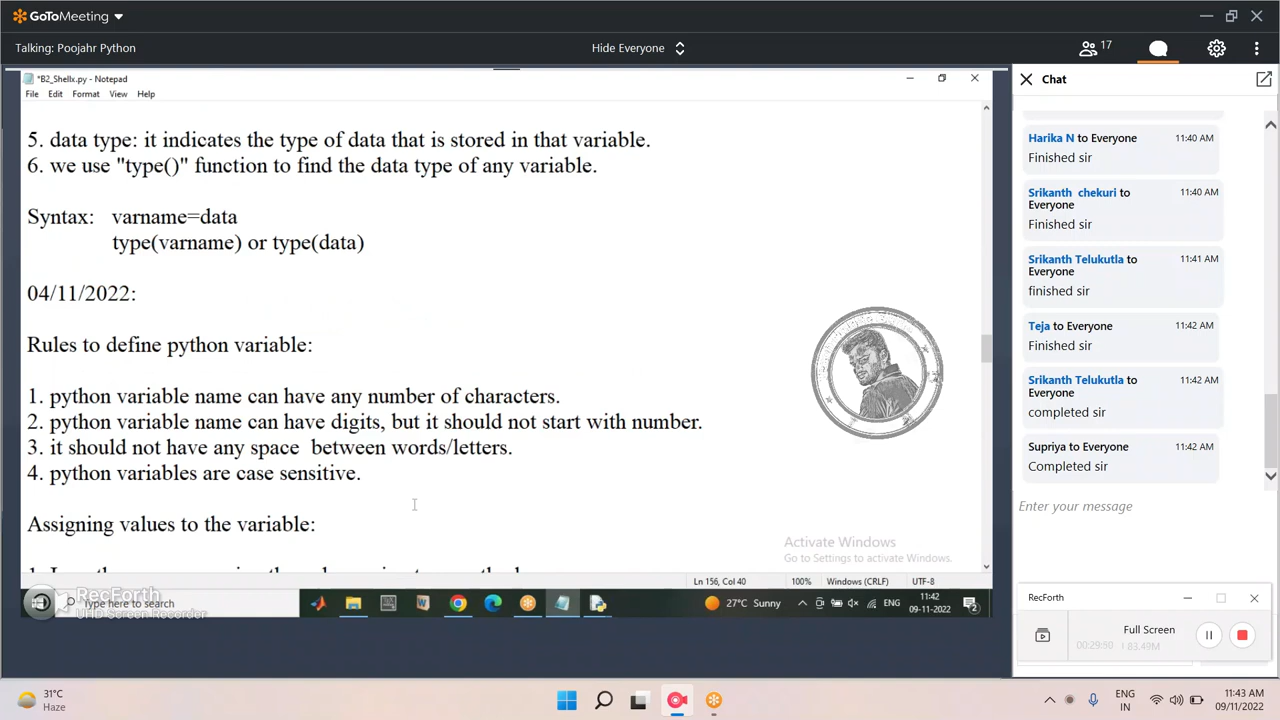 GoToMeeting
Talking: Poojahr Python
Hide Everyone
17
*B2_Shellx.py - Notepad
File Edit Format View Help
5. data type: it indicates the type of data that is stored in that variable.
6. we use "type()" function to find the data type of any variable.
Syntax: varname=data
type(varname) or type(data)
04/11/2022:
Rules to define python variable:
1. python variable name can have any number of characters.
2. python variable name can have digits, but it should not start with number.
3. it should not have any space between words/letters.
4. python variables are case sensitive.
Assigning values to the variable:
Activate Windows
Go to Settings to activate Windows.
Ln 156, Col 40 100% Windows (CRLF) UTF-8
RecForth
UHD Screen Recorder
Type here to search
27°C Sunny
ENG
11:42
09-11-2022
2
Chat
Harika N to Everyone 11:40 AM
Finished sir
Srikanth chekuri to Everyone 11:40 AM
Finished sir
Srikanth Telukutla to Everyone 11:41 AM
finished sir
Teja to Everyone 11:42 AM
Finished sir
Srikanth Telukutla to Everyone 11:42 AM
completed sir
Supriya to Everyone 11:42 AM
Completed sir
Enter your message
RecForth
Full Screen
83.49M
31°C
Haze
ENG
IN
11:43 AM
09/11/2022